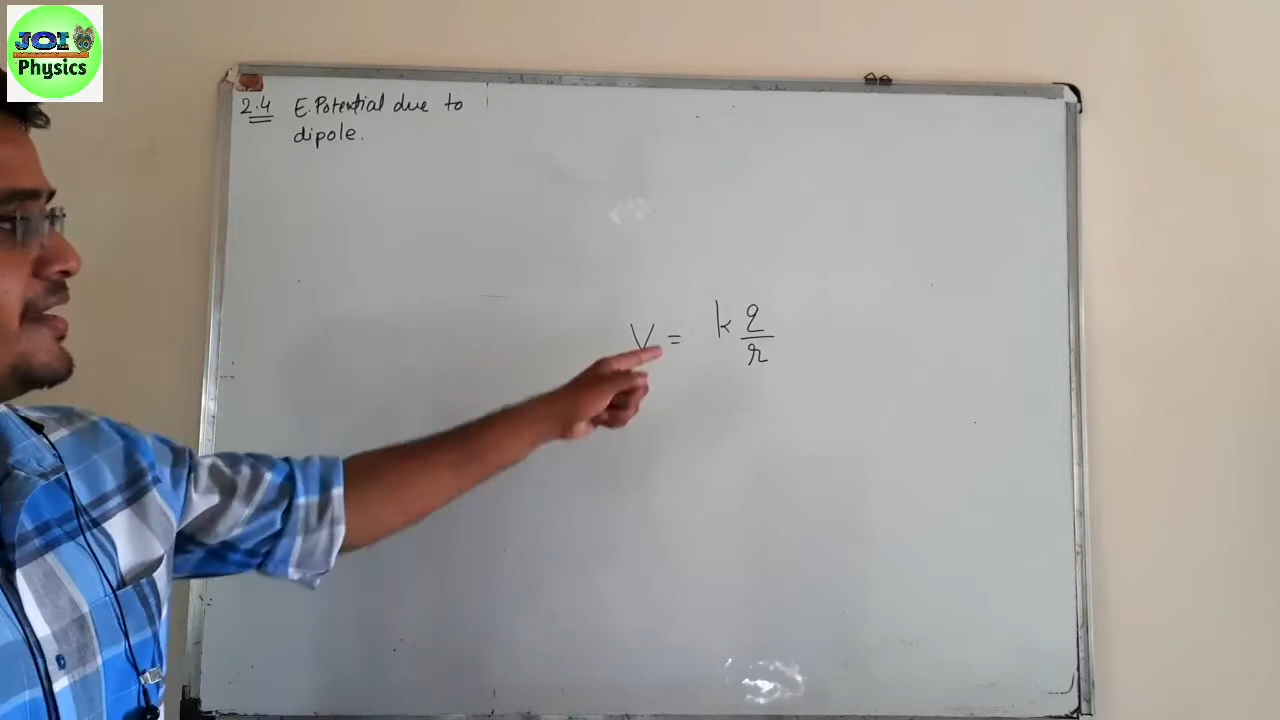 JOI
Physics
2.4 E.Potential due to
dipole.
V = k q/r